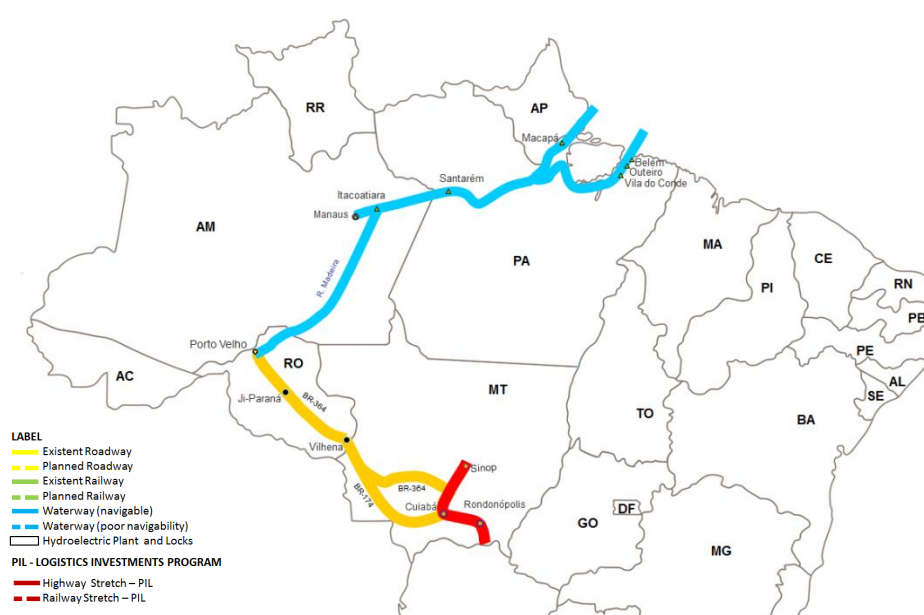 RR
AP
Macapá
Belém
Outeiro
Vila do Conde
Santarém
Itacoatiara
Manaus
AM
PA
MA
CE
PI
RN
PB
PE
AL
SE
R. Madeira
Porto Velho
RO
AC
MT
TO
BA
Ji-Paraná
BR-364
Vilhena
Sinop
BR-364
BR-174
Cuiabá
Rondonópolis
GO
DF
MG
LABEL
Existent Roadway
Planned Roadway
Existent Railway
Planned Railway
Waterway (navigable)
Waterway (poor navigability)
Hydroelectric Plant and Locks
PIL - LOGISTICS INVESTMENTS PROGRAM
Highway Stretch – PIL
Railway Stretch – PIL